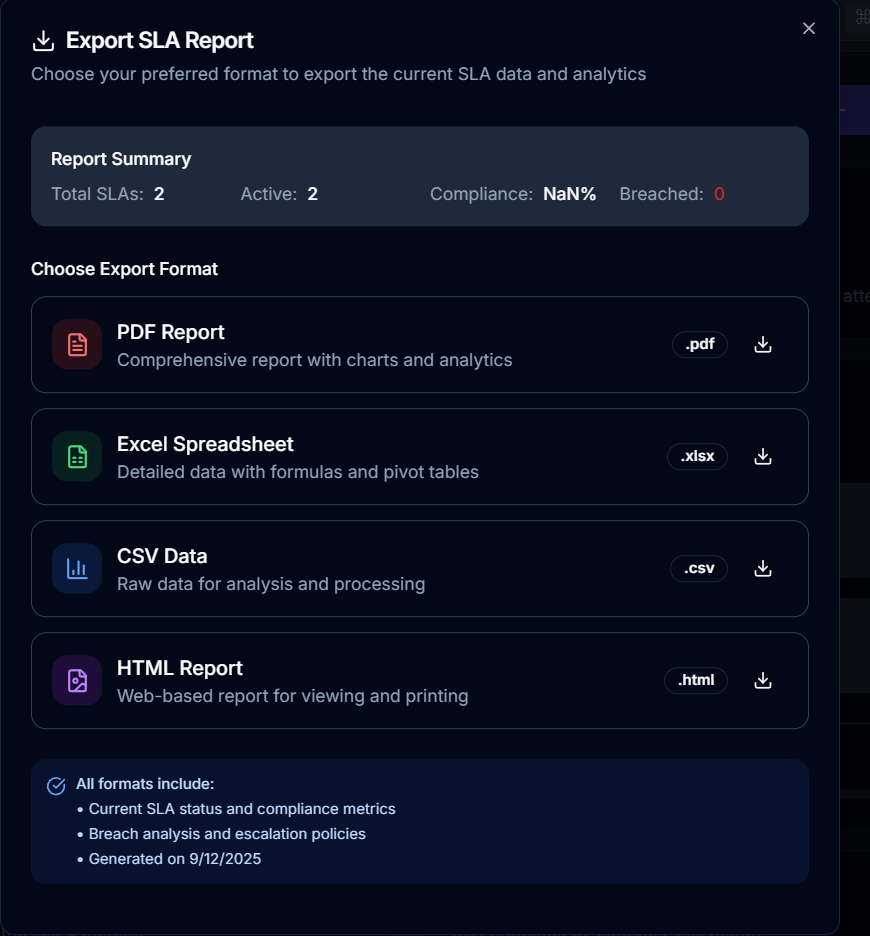 Export SLA Report
Choose your preferred format to export the current SLA data and analytics
Report Summary
Total SLAs: 2 Active: 2 Compliance: NaN% Breached: 0
Choose Export Format
PDF Report
Comprehensive report with charts and analytics
.pdf
Excel Spreadsheet
Detailed data with formulas and pivot tables
.xlsx
CSV Data
Raw data for analysis and processing
.csv
HTML Report
Web-based report for viewing and printing
.html
All formats include:
• Current SLA status and compliance metrics
• Breach analysis and escalation policies
• Generated on 9/12/2025
⌘
atte